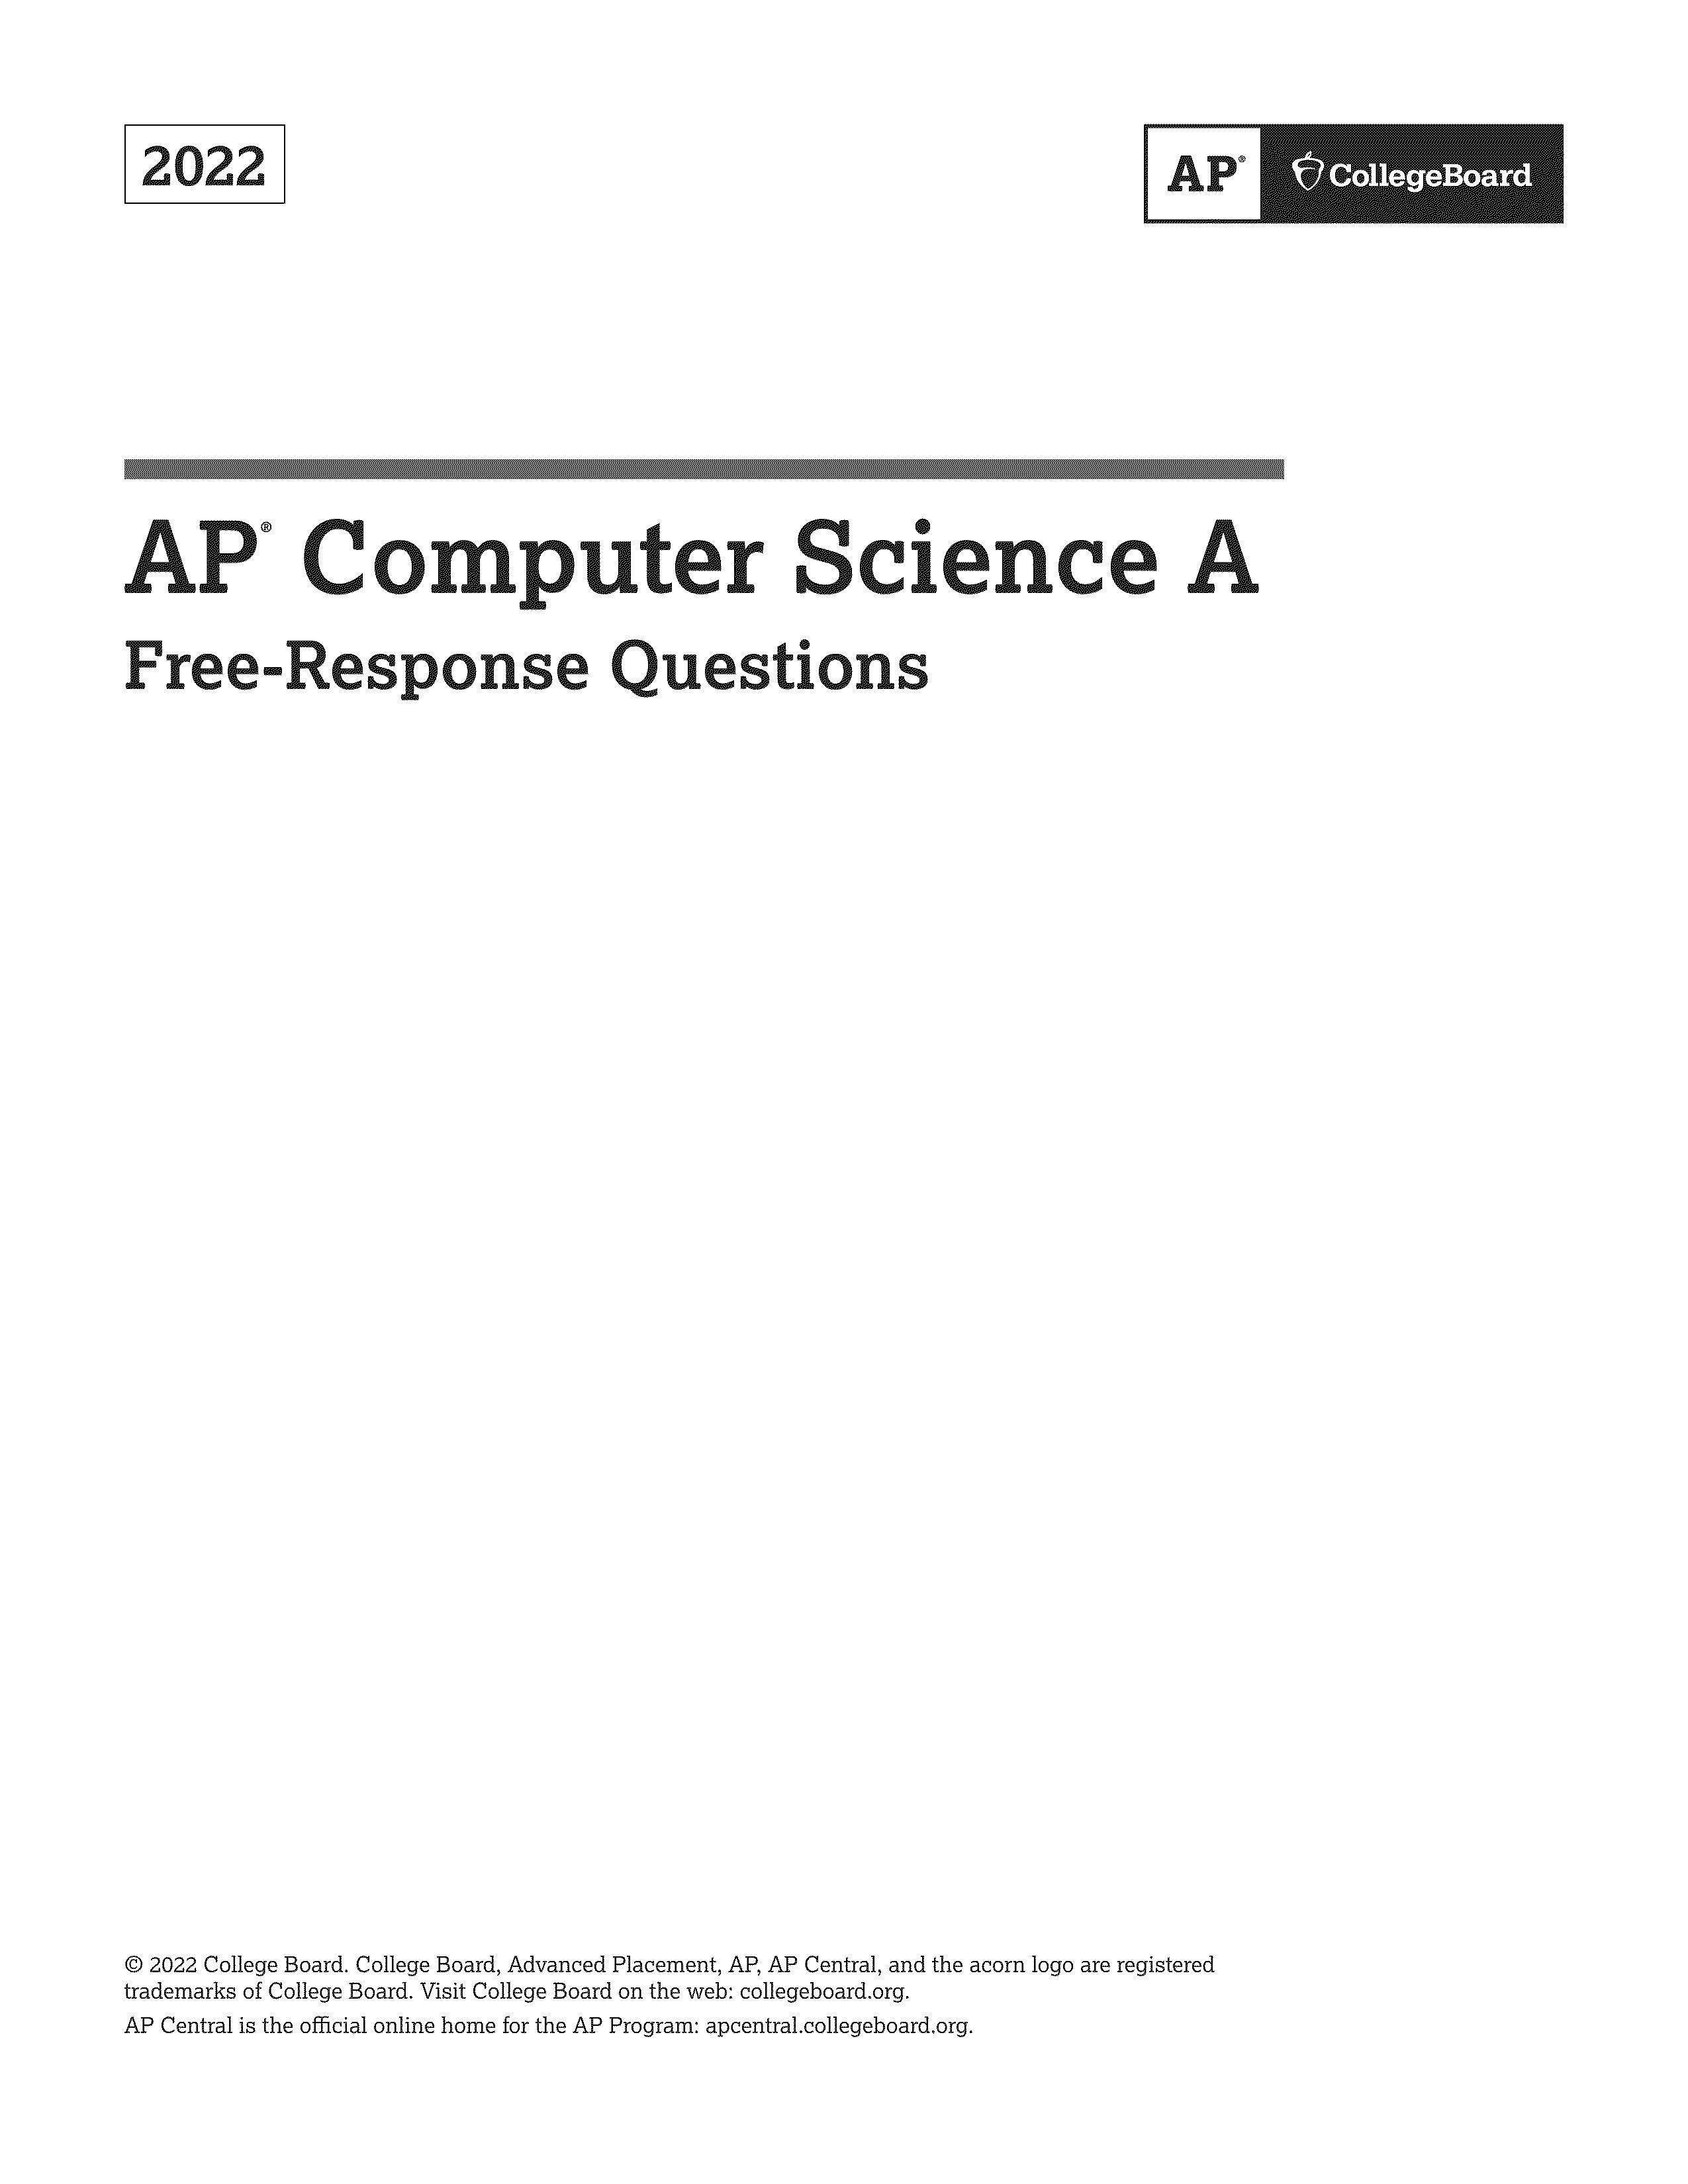 2022
AP® CollegeBoard
AP® Computer Science A
Free-Response Questions
© 2022 College Board. College Board, Advanced Placement, AP, AP Central, and the acorn logo are registered
trademarks of College Board. Visit College Board on the web: collegeboard.org.
AP Central is the official online home for the AP Program: apcentral.collegeboard.org.